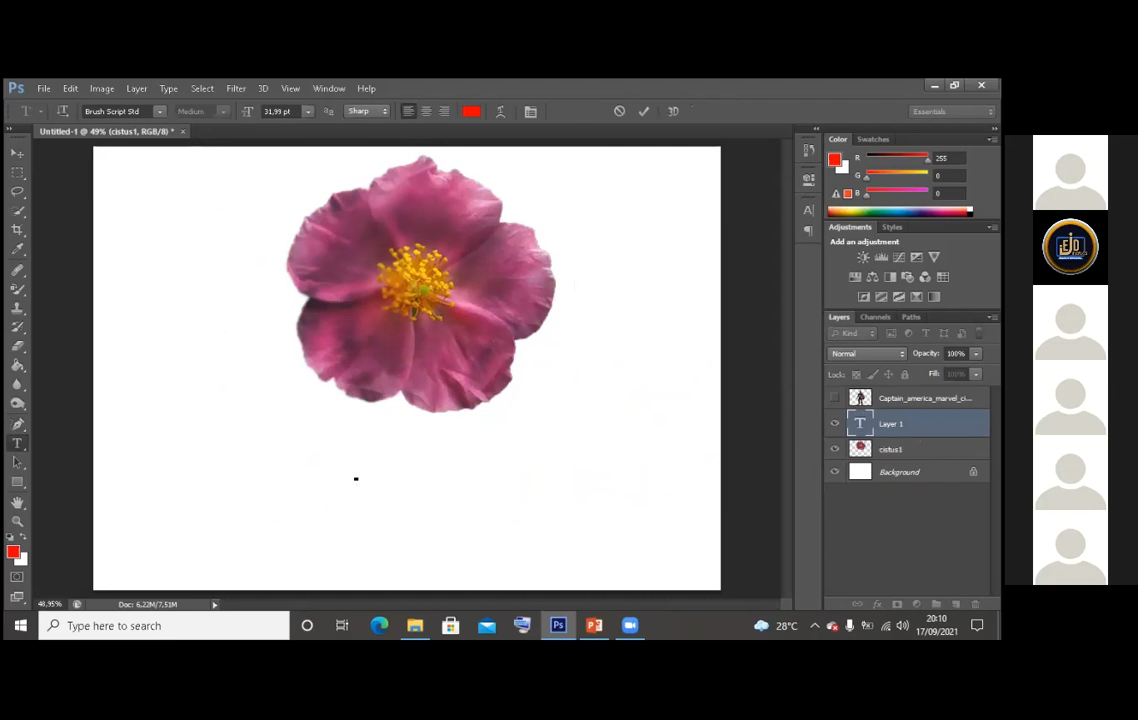 Ps File Edit Image Layer Type Select Filter 3D View Window Help
Brush Script Std Medium 31,99 pt Sharp 3D Essentials
Untitled-1 @ 49% (cistus1, RGB/8) *
Color Swatches
R 255
G 0
B 0
Adjustments Styles
Add an adjustment
Layers Channels Paths
Kind
Normal Opacity: 100%
Lock: Fill: 100%
Captain_america_marvel_ci...
Layer 1
cistus1
Background
48,95% Doc: 6,22M/7,51M
Type here to search
28°C
20:10
17/09/2021